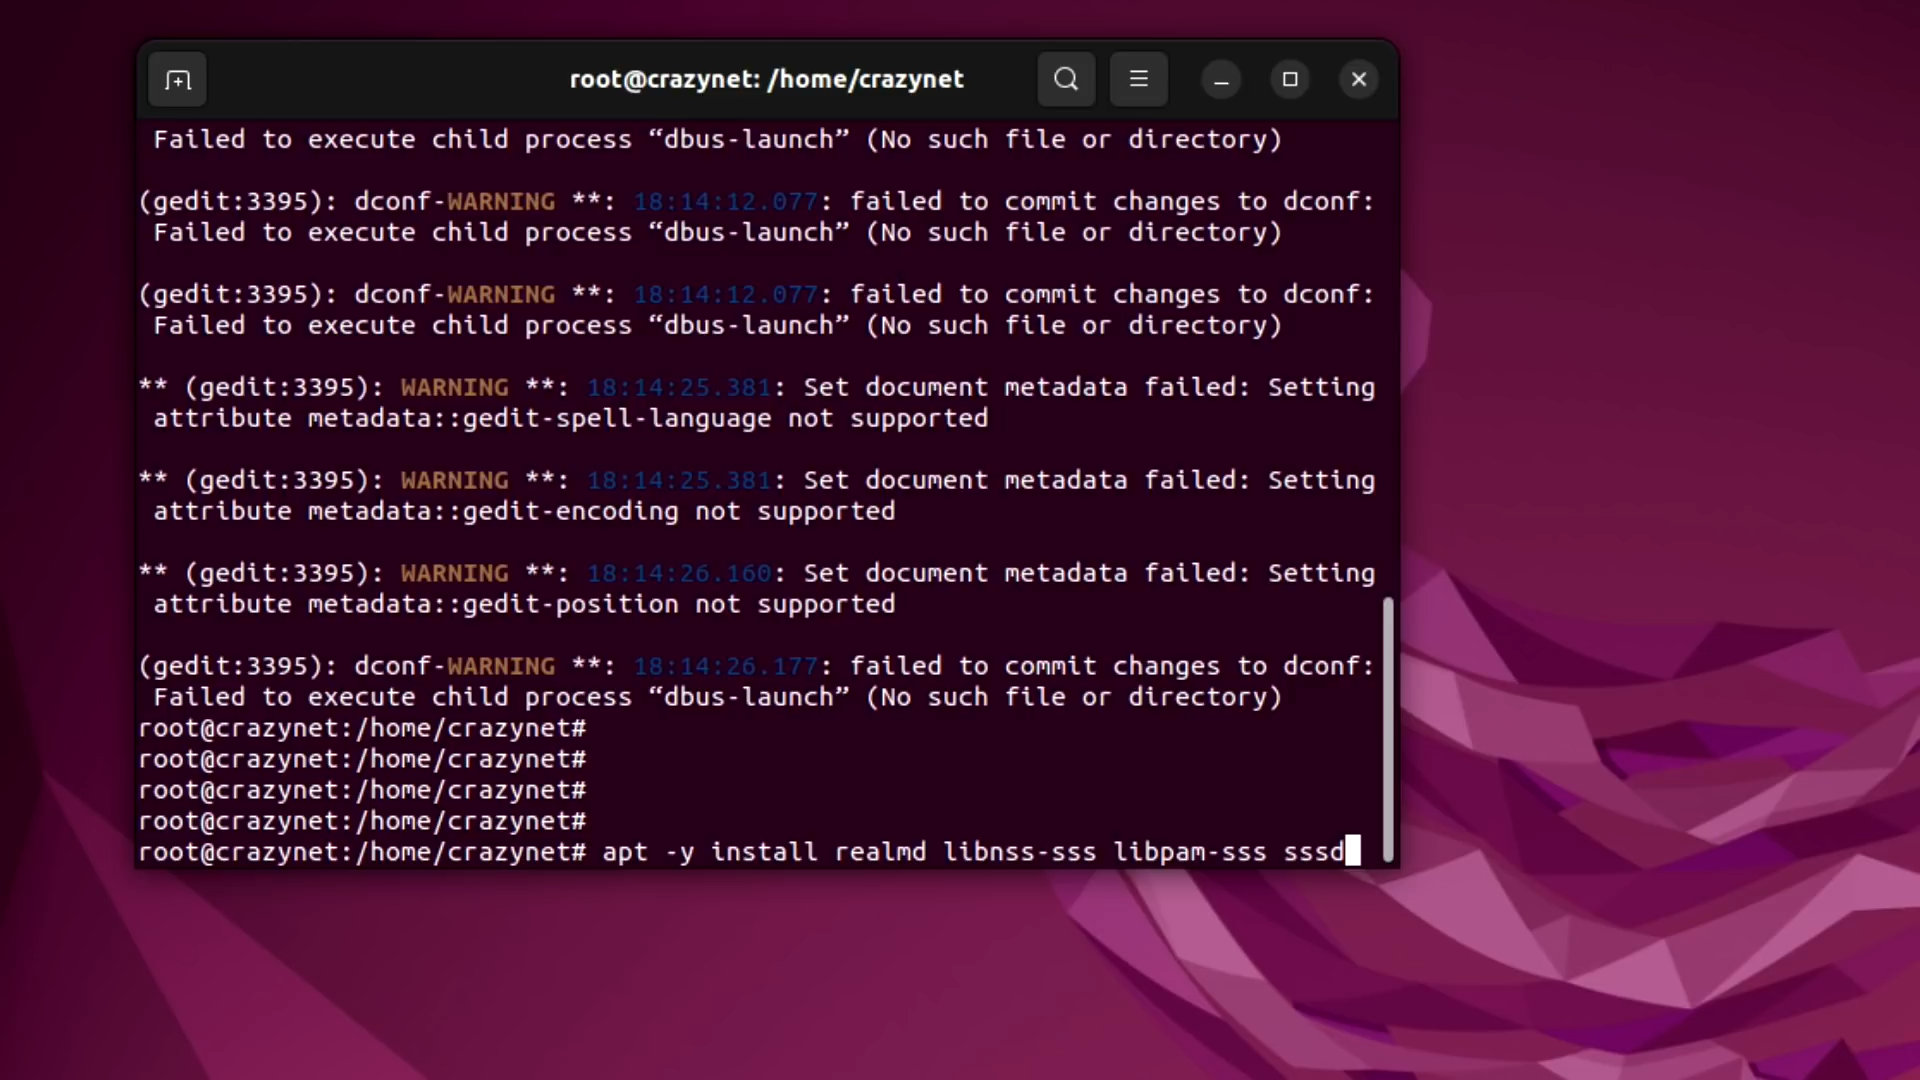 root@crazynet: /home/crazynet
Failed to execute child process “dbus-launch” (No such file or directory)
(gedit:3395): dconf-WARNING **: 18:14:12.077: failed to commit changes to dconf:
Failed to execute child process “dbus-launch” (No such file or directory)
(gedit:3395): dconf-WARNING **: 18:14:12.077: failed to commit changes to dconf:
Failed to execute child process “dbus-launch” (No such file or directory)
** (gedit:3395): WARNING **: 18:14:25.381: Set document metadata failed: Setting
attribute metadata::gedit-spell-language not supported
** (gedit:3395): WARNING **: 18:14:25.381: Set document metadata failed: Setting
attribute metadata::gedit-encoding not supported
** (gedit:3395): WARNING **: 18:14:26.160: Set document metadata failed: Setting
attribute metadata::gedit-position not supported
(gedit:3395): dconf-WARNING **: 18:14:26.177: failed to commit changes to dconf:
Failed to execute child process “dbus-launch” (No such file or directory)
root@crazynet:/home/crazynet#
root@crazynet:/home/crazynet#
root@crazynet:/home/crazynet#
root@crazynet:/home/crazynet#
root@crazynet:/home/crazynet# apt -y install realmd libnss-sss libpam-sss sssd